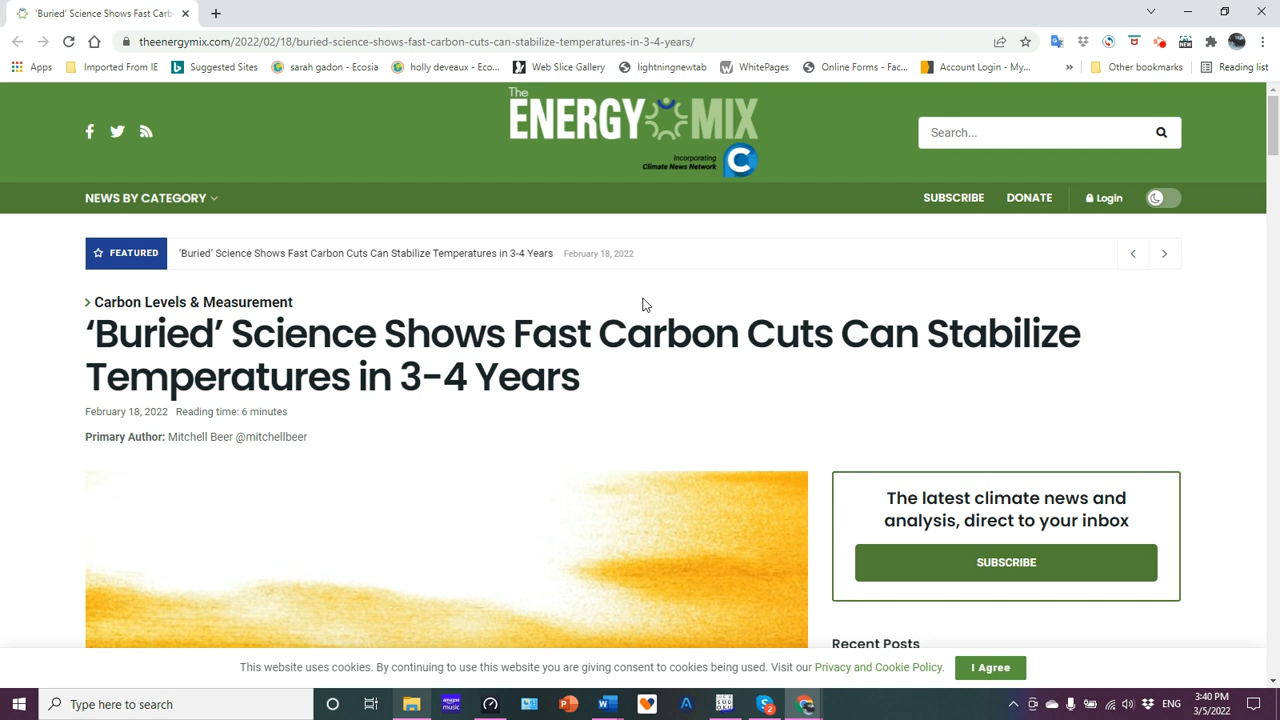 'Buried' Science Shows Fast Carb
theenergymix.com/2022/02/18/buried-science-shows-fast-carbon-cuts-can-stabilize-temperatures-in-3-4-years/
Apps Imported From IE Suggested Sites sarah gadon - Ecosia holly deveaux - Eco... Web Slice Gallery lightningnewtab WhitePages Online Forms - Fac... Account Login - My... » Other bookmarks Reading list
The
ENERGY MIX
Incorporating
Climate News Network
C
Search...
NEWS BY CATEGORY SUBSCRIBE DONATE Login
FEATURED 'Buried' Science Shows Fast Carbon Cuts Can Stabilize Temperatures in 3-4 Years February 18, 2022
Carbon Levels & Measurement
'Buried' Science Shows Fast Carbon Cuts Can Stabilize
Temperatures in 3-4 Years
February 18, 2022 Reading time: 6 minutes
Primary Author: Mitchell Beer @mitchellbeer
The latest climate news and
analysis, direct to your inbox
SUBSCRIBE
Recent Posts
This website uses cookies. By continuing to use this website you are giving consent to cookies being used. Visit our Privacy and Cookie Policy. I Agree
Type here to search
amazon
music
2
ENG
3:40 PM
3/5/2022